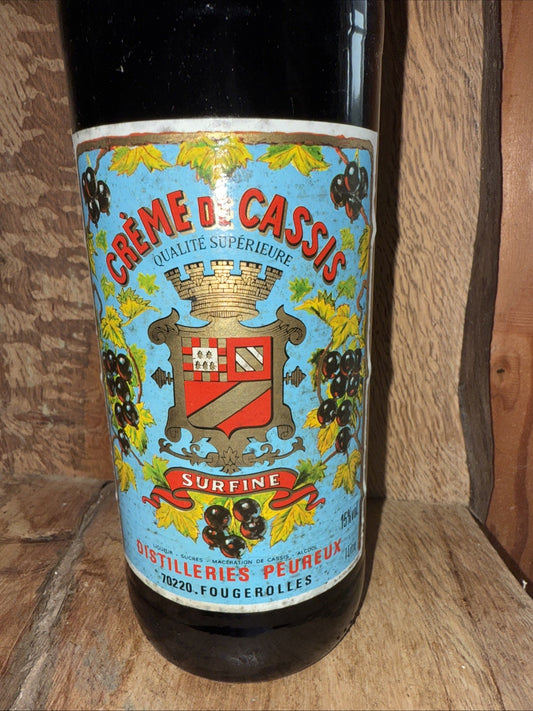 CRÈME DE CASSIS
QUALITÉ SUPÉRIEURE
SURFINE
15% vol.
LIQUEUR - SUCRES - MACÉRATION DE CASSIS - ALCOOL
DISTILLERIES PEUREUX
70220. FOUGEROLLES